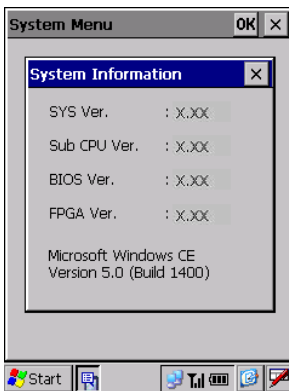 System Menu OK ×
System Information ×
SYS Ver. : X.XX
Sub CPU Ver. : X.XX
BIOS Ver. : X.XX
FPGA Ver. : X.XX
Microsoft Windows CE
Version 5.0 (Build 1400)
Start